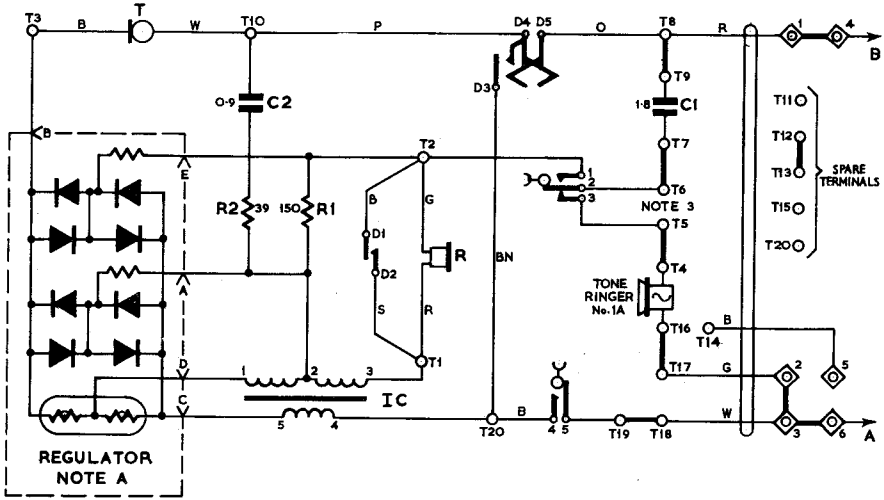 T3
B
T
W
T10
P
D4 D5
O
T8
R
1
4
B
T9
D3
0·9
C2
1·8
C1
T11
B
T7
T12
T2
E
1
2
3
T6
T13
SPARE
TERMINALS
NOTE 3
R2
39
150
R1
B
G
T5
T15
D1
R
BN
T20
D2
T4
A
TONE
RINGER
No.1A
S
R
T16
B
T14
T1
D
1
2
3
T17
G
2
5
C
IC
5
4
T20
B
4
5
T19
T18
W
3
6
A
REGULATOR
NOTE A